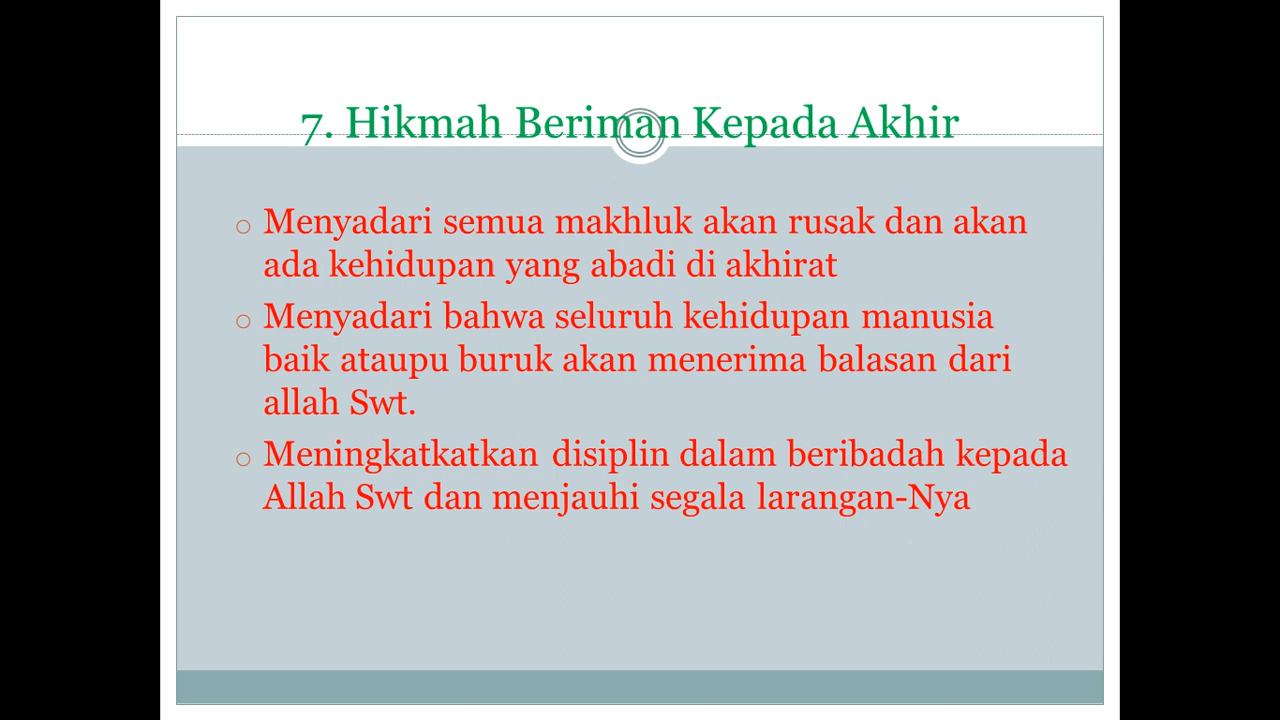 7. Hikmah Beriman Kepada Akhir
Menyadari semua makhluk akan rusak dan akan
ada kehidupan yang abadi di akhirat
Menyadari bahwa seluruh kehidupan manusia
baik ataupu buruk akan menerima balasan dari
allah Swt.
Meningkatkatkan disiplin dalam beribadah kepada
Allah Swt dan menjauhi segala larangan-Nya